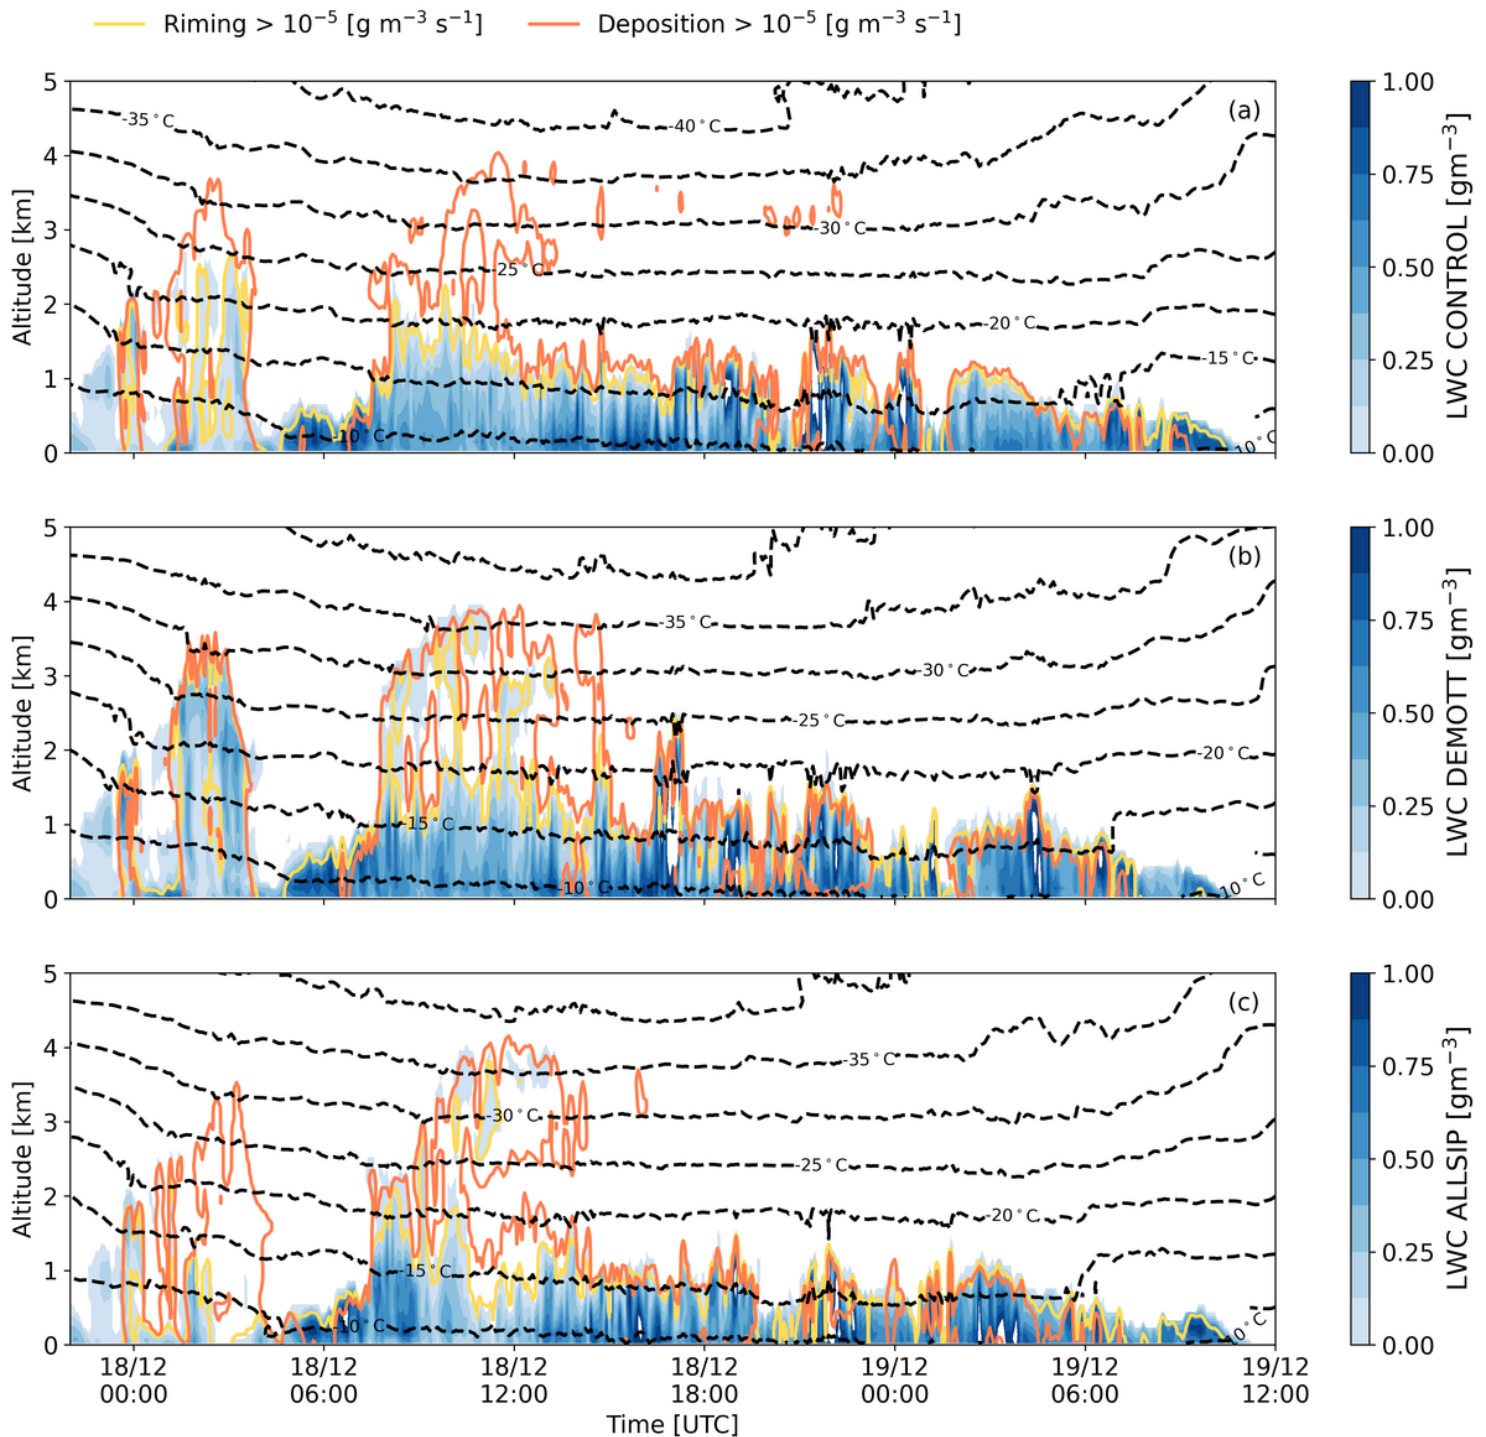 Riming > 10⁻⁵ [g m⁻³ s⁻¹] Deposition > 10⁻⁵ [g m⁻³ s⁻¹]
(a)
5
4
3
2
1
0
Altitude [km]
-35°C
-40°C
-30°C
-25°C
-20°C
-15°C
-10°C
10°C
1.00
0.75
0.50
0.25
0.00
LWC CONTROL [gm⁻³]
(b)
5
4
3
2
1
0
Altitude [km]
-35°C
-30°C
-25°C
-20°C
-15°C
-10°C
10°C
1.00
0.75
0.50
0.25
0.00
LWC DEMOTT [gm⁻³]
(c)
5
4
3
2
1
0
Altitude [km]
-35°C
-30°C
-25°C
-20°C
-15°C
10°C
10°C
1.00
0.75
0.50
0.25
0.00
LWC ALLSIP [gm⁻³]
18/12 18/12 18/12 18/12 19/12 19/12 19/12
00:00 06:00 12:00 18:00 00:00 06:00 12:00
Time [UTC]